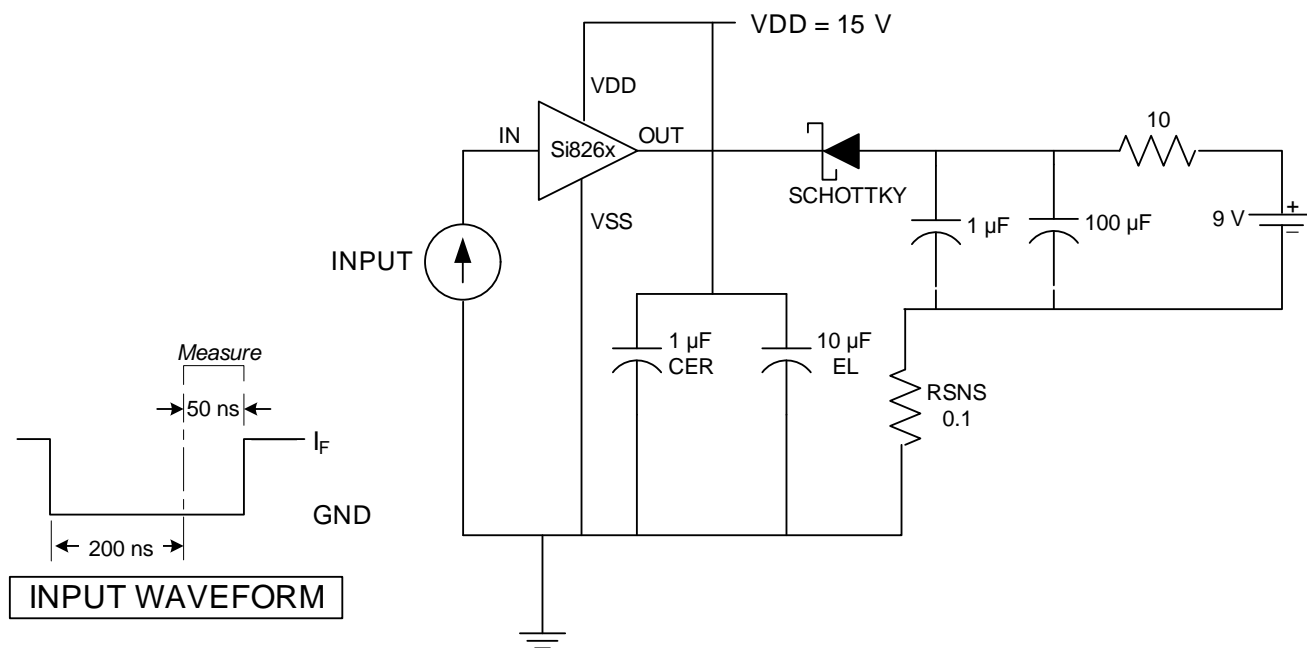 VDD = 15 V
VDD
10
IN
OUT
Si826x
SCHOTTKY
VSS
1 µF
100 µF
9 V
+
–
INPUT
1 µF
CER
10 µF
EL
RSNS
0.1
Measure
50 ns
IF
GND
200 ns
INPUT WAVEFORM